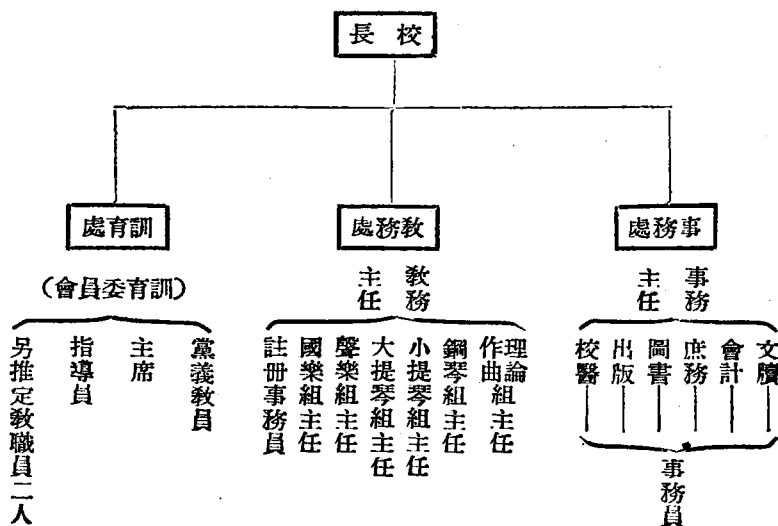 校長
事務處
教務處
訓育處
事務主任
教務主任
(訓育委員會)
文牘
會計
庶務
圖書
出版
校醫
事務員
理論作曲組主任
鋼琴組主任
小提琴組主任
大提琴組主任
聲樂組主任
國樂組主任
註冊事務員
黨義教員
主席
指導員
另推定教職員二人